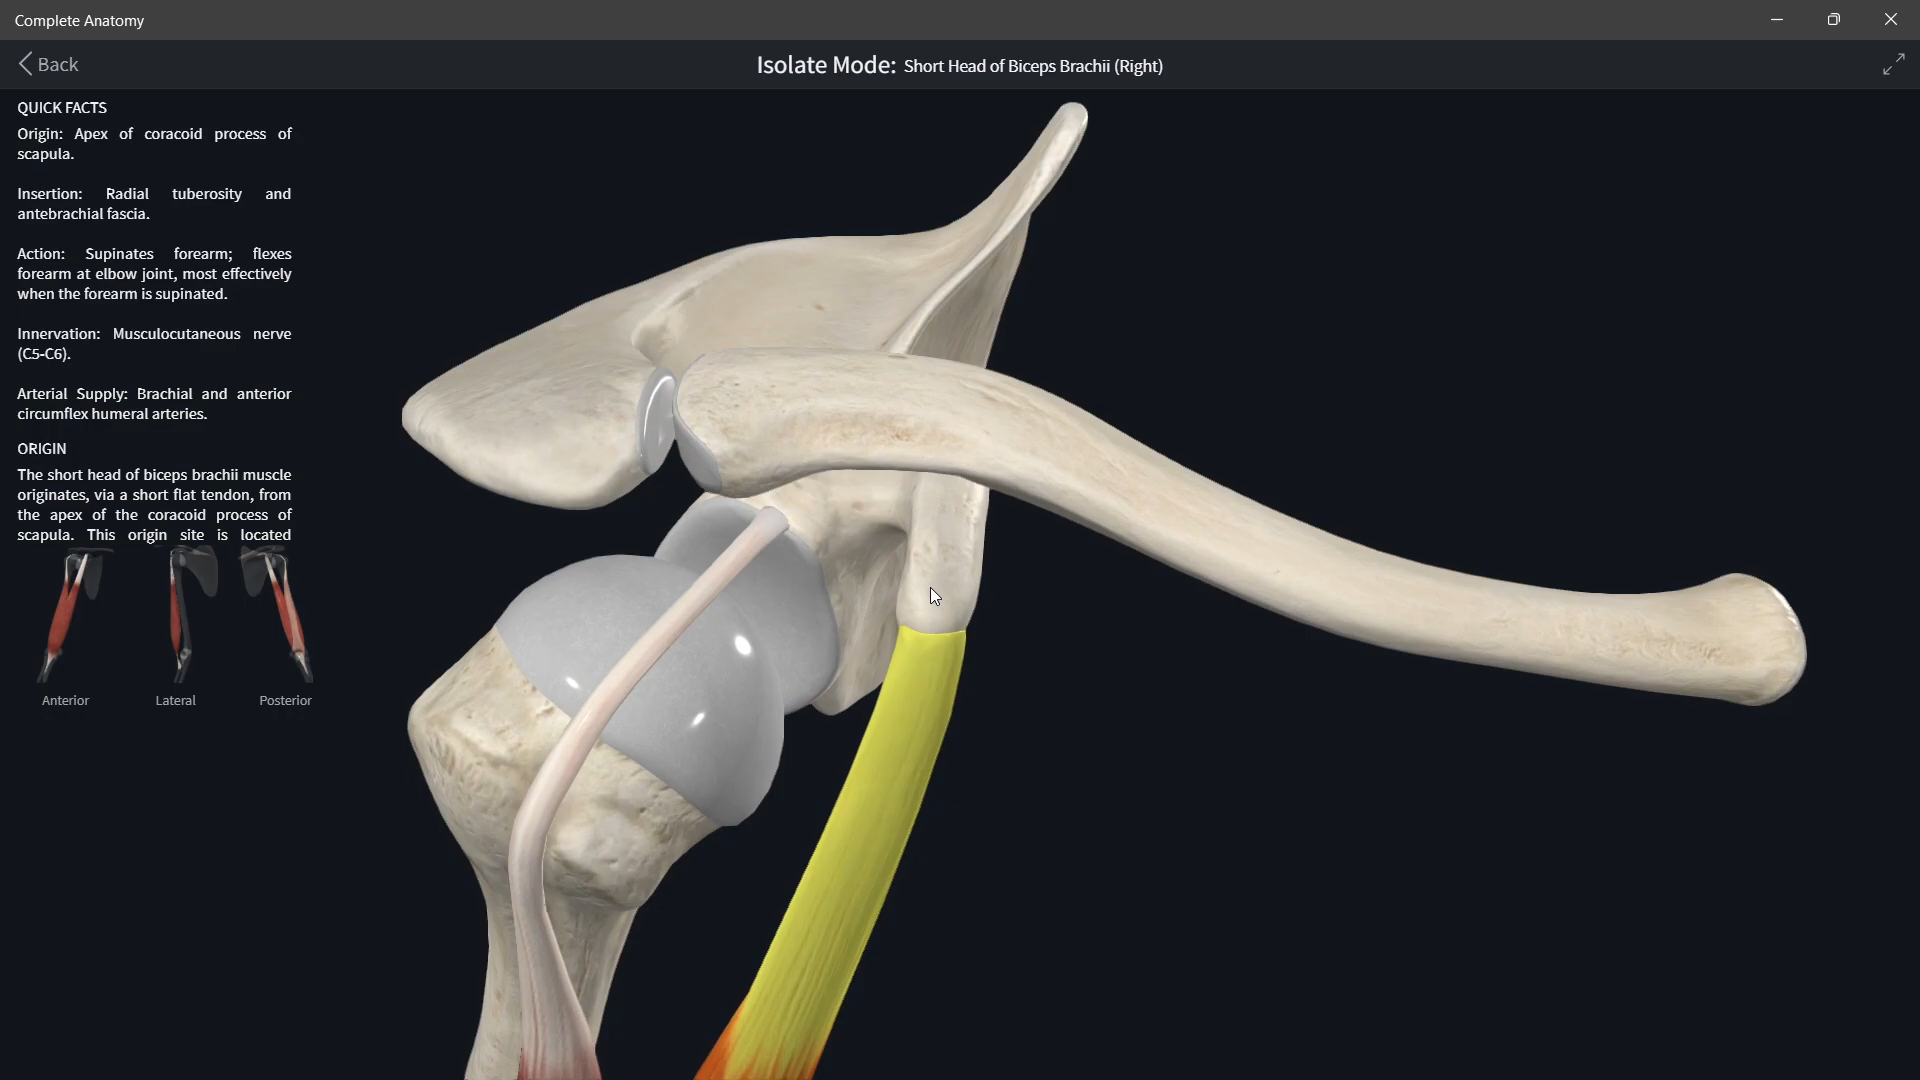 Complete Anatomy
Back
Isolate Mode: Short Head of Biceps Brachii (Right)
QUICK FACTS
Origin: Apex of coracoid process of
scapula.
Insertion: Radial tuberosity and
antebrachial fascia.
Action: Supinates forearm; flexes
forearm at elbow joint, most effectively
when the forearm is supinated.
Innervation: Musculocutaneous nerve
(C5-C6).
Arterial Supply: Brachial and anterior
circumflex humeral arteries.
ORIGIN
The short head of biceps brachii muscle
originates, via a short flat tendon, from
the apex of the coracoid process of
scapula. This origin site is located
Anterior
Lateral
Posterior